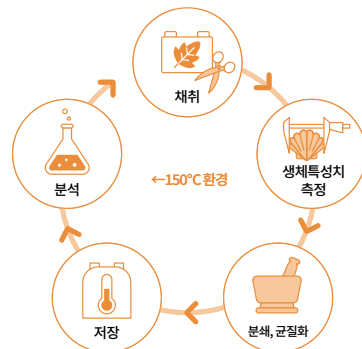 채취
생체특성치
측정
분쇄, 균질화
저장
분석
←150℃ 환경